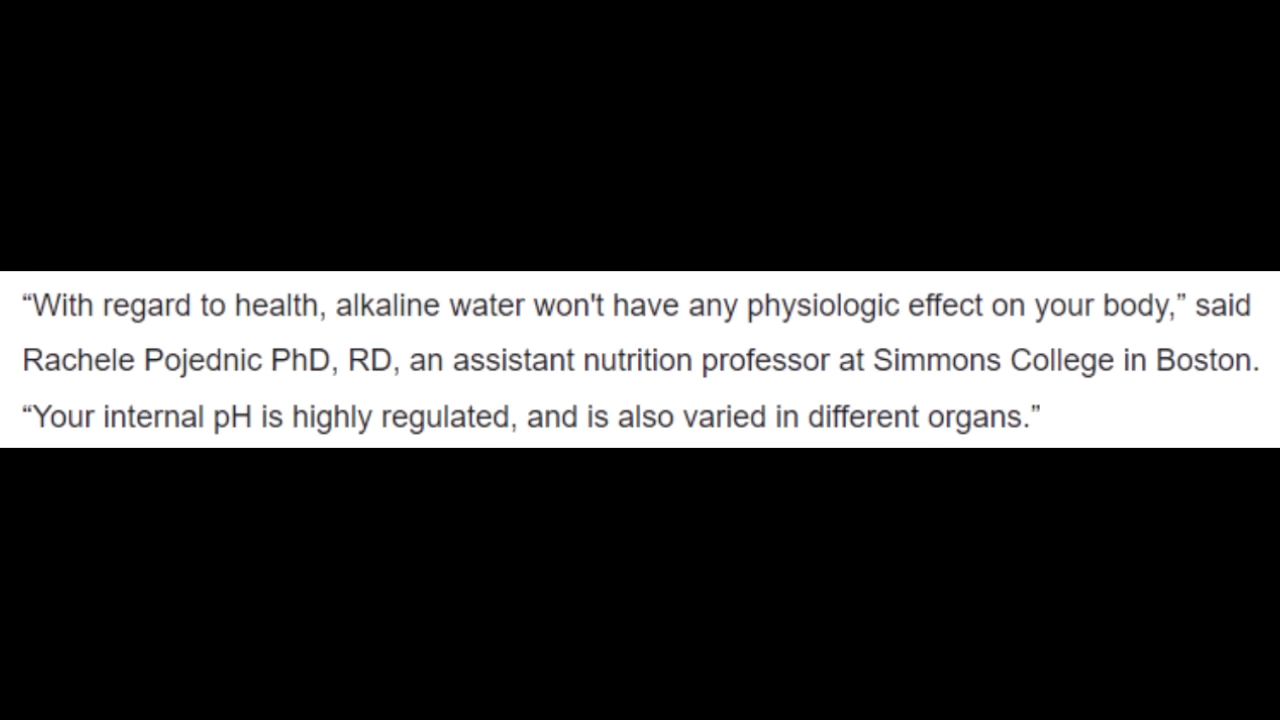 “With regard to health, alkaline water won't have any physiologic effect on your body,” said
Rachele Pojednic PhD, RD, an assistant nutrition professor at Simmons College in Boston.
“Your internal pH is highly regulated, and is also varied in different organs.”